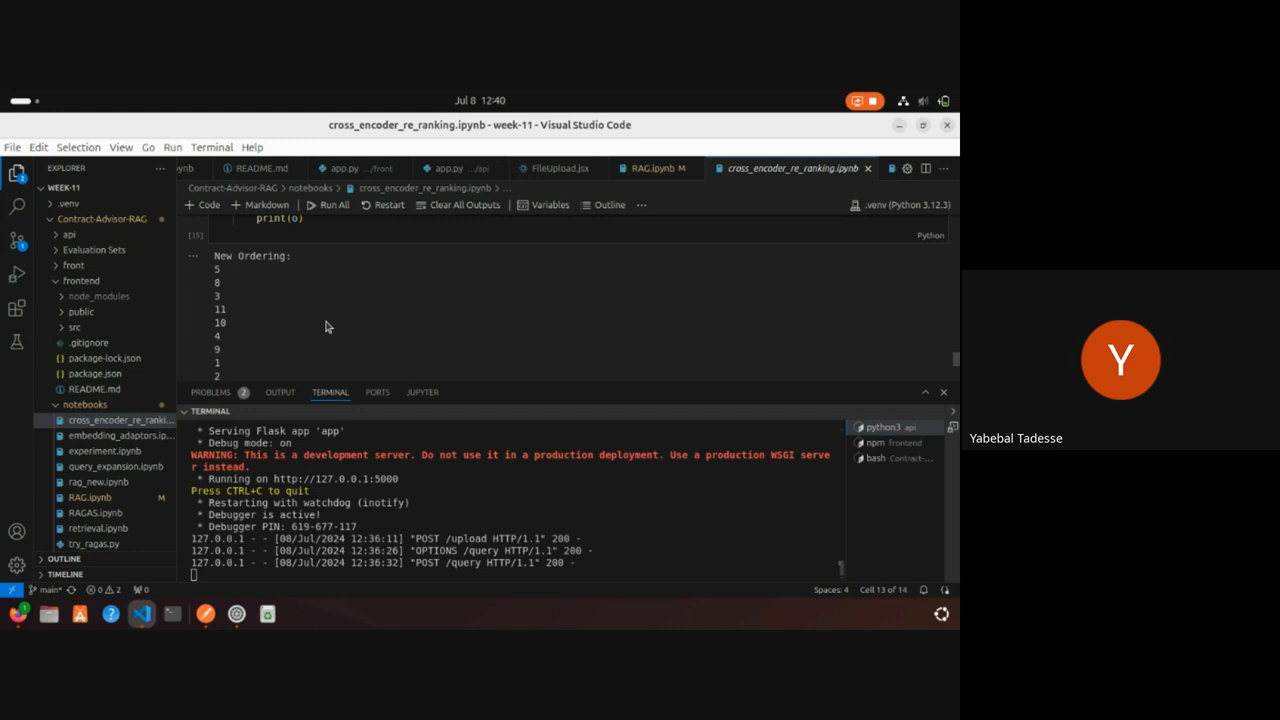 Jul 8 12:40
cross_encoder_re_ranking.ipynb - week-11 - Visual Studio Code
File Edit Selection View Go Run Terminal Help
EXPLORER ynb README.md app.py .../front app.py .../api FileUpload.jsx RAG.ipynb M cross_encoder_re_ranking.ipynb
WEEK-11 Contract-Advisor-RAG > notebooks > cross_encoder_re_ranking.ipynb > ...
.venv Code Markdown Run All Restart Clear All Outputs Variables Outline ... .venv (Python 3.12.3)
Contract-Advisor-RAG
print(o)
api [15] Python
Evaluation Sets
New Ordering:
front
5
frontend
8
node_modules
3
public
11
src
10
.gitignore
4
package-lock.json
9
package.json
1
README.md
2
notebooks
PROBLEMS 2 OUTPUT TERMINAL PORTS JUPYTER
TERMINAL
cross_encoder_re_ranki...
embedding_adaptors.ip...
experiment.ipynb
query_expansion.ipynb
rag_new.ipynb
RAG.ipynb M
RAGAS.ipynb
retrieval.ipynb
try_ragas.py
OUTLINE
TIMELINE
* Serving Flask app 'app'
* Debug mode: on
WARNING: This is a development server. Do not use it in a production deployment. Use a production WSGI serve
r instead.
* Running on http://127.0.0.1:5000
Press CTRL+C to quit
* Restarting with watchdog (inotify)
* Debugger is active!
* Debugger PIN: 619-677-117
127.0.0.1 - - [08/Jul/2024 12:36:11] "POST /upload HTTP/1.1" 200 -
127.0.0.1 - - [08/Jul/2024 12:36:26] "OPTIONS /query HTTP/1.1" 200 -
127.0.0.1 - - [08/Jul/2024 12:36:32] "POST /query HTTP/1.1" 200 -
python3 api
npm frontend
bash Contract-...
main* 0 2 0 Spaces: 4 Cell 13 of 14
Y
Yabebal Tadesse